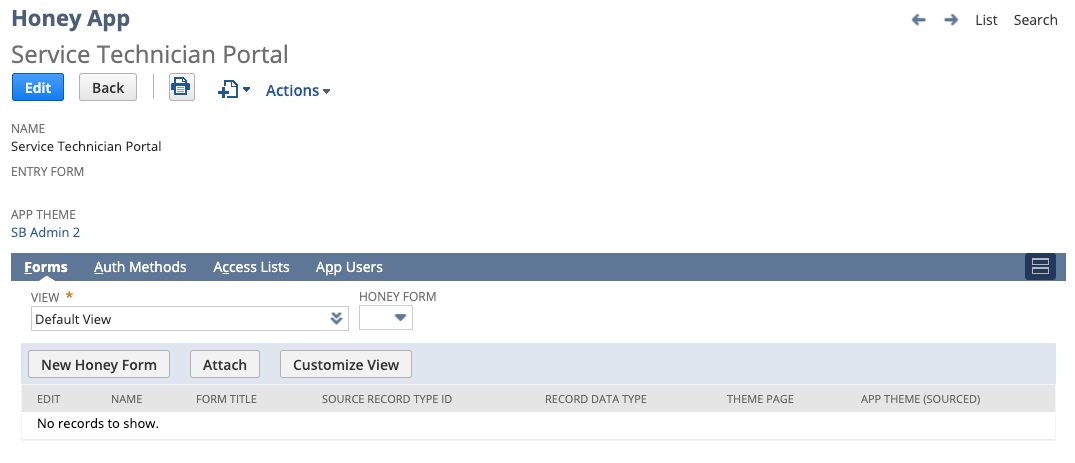 Honey App
List Search
Service Technician Portal
Edit Back Actions
NAME
Service Technician Portal
ENTRY FORM
APP THEME
SB Admin 2
Forms Auth Methods Access Lists App Users
VIEW * HONEY FORM
Default View
New Honey Form Attach Customize View
EDIT NAME FORM TITLE SOURCE RECORD TYPE ID RECORD DATA TYPE THEME PAGE APP THEME (SOURCED)
No records to show.